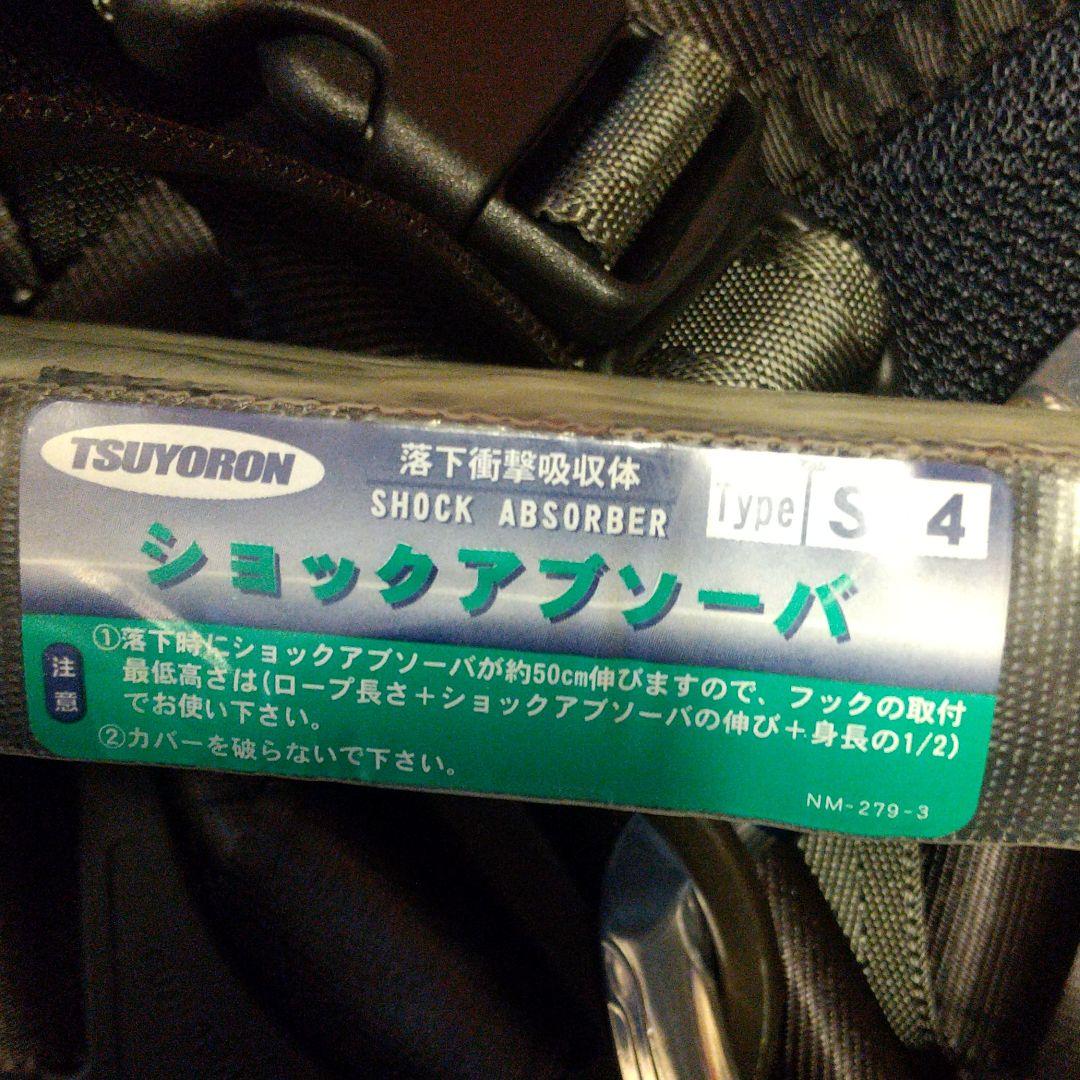 TSUYORON
落下衝撃吸収体
SHOCK ABSORBER
Type S 4
ショックアブソーバ
注意
①落下時にショックアブソーバが約50cm伸びますので、フックの取付
最低高さは(ロープ長さ+ショックアブソーバの伸び+身長の1/2)
でお使い下さい。
②カバーを破らないで下さい。
NM-279-3